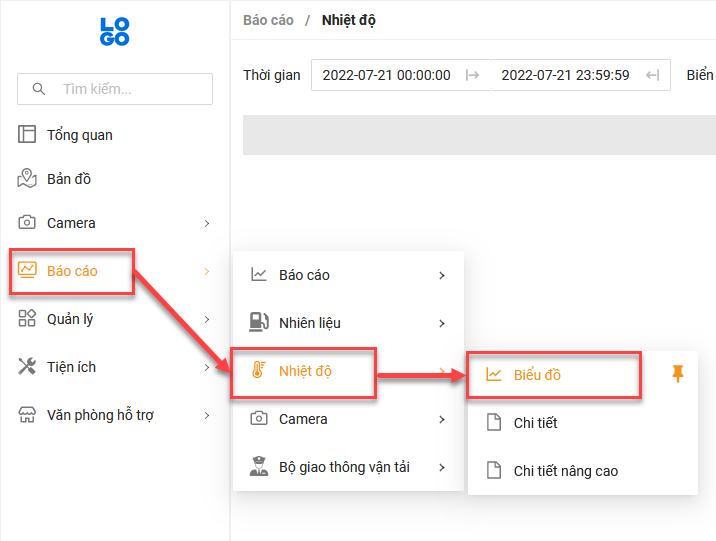 LO
GO
Báo cáo / Nhiệt độ
Thời gian 2022-07-21 00:00:00 2022-07-21 23:59:59 Biển
Tìm kiếm...
Tổng quan
Bản đồ
Camera
Báo cáo
Quản lý
Tiện ích
Văn phòng hỗ trợ
Báo cáo
Nhiên liệu
Nhiệt độ
Camera
Bộ giao thông vận tải
Biểu đồ
Chi tiết
Chi tiết nâng cao